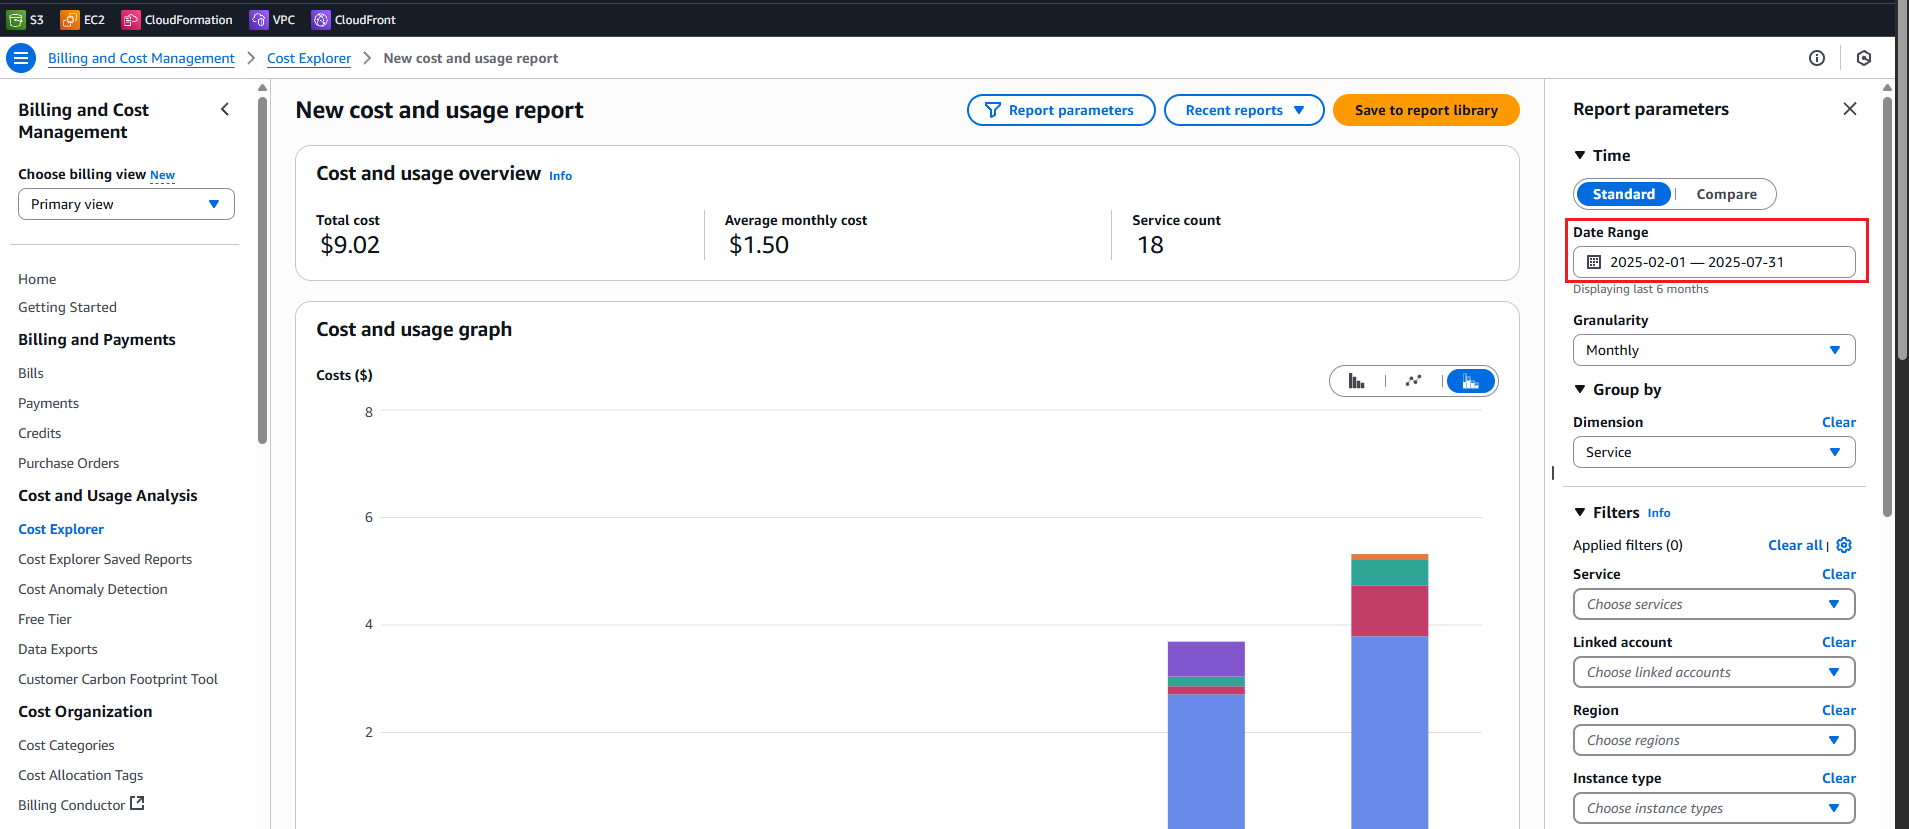 S3 EC2 CloudFormation VPC CloudFront
Billing and Cost Management Cost Explorer New cost and usage report
Billing and Cost
Management
Choose billing view New
Primary view
Home
Getting Started
Billing and Payments
Bills
Payments
Credits
Purchase Orders
Cost and Usage Analysis
Cost Explorer
Cost Explorer Saved Reports
Cost Anomaly Detection
Free Tier
Data Exports
Customer Carbon Footprint Tool
Cost Organization
Cost Categories
Cost Allocation Tags
Billing Conductor
New cost and usage report
Report parameters
Recent reports
Save to report library
Cost and usage overview Info
Total cost
$9.02
Average monthly cost
$1.50
Service count
18
Cost and usage graph
Costs ($)
8
6
4
2
Report parameters
Time
Standard Compare
Date Range
2025-02-01 — 2025-07-31
Displaying last 6 months
Granularity
Monthly
Group by
Dimension Clear
Service
Filters Info
Applied filters (0) Clear all
Service Clear
Choose services
Linked account Clear
Choose linked accounts
Region Clear
Choose regions
Instance type Clear
Choose instance types